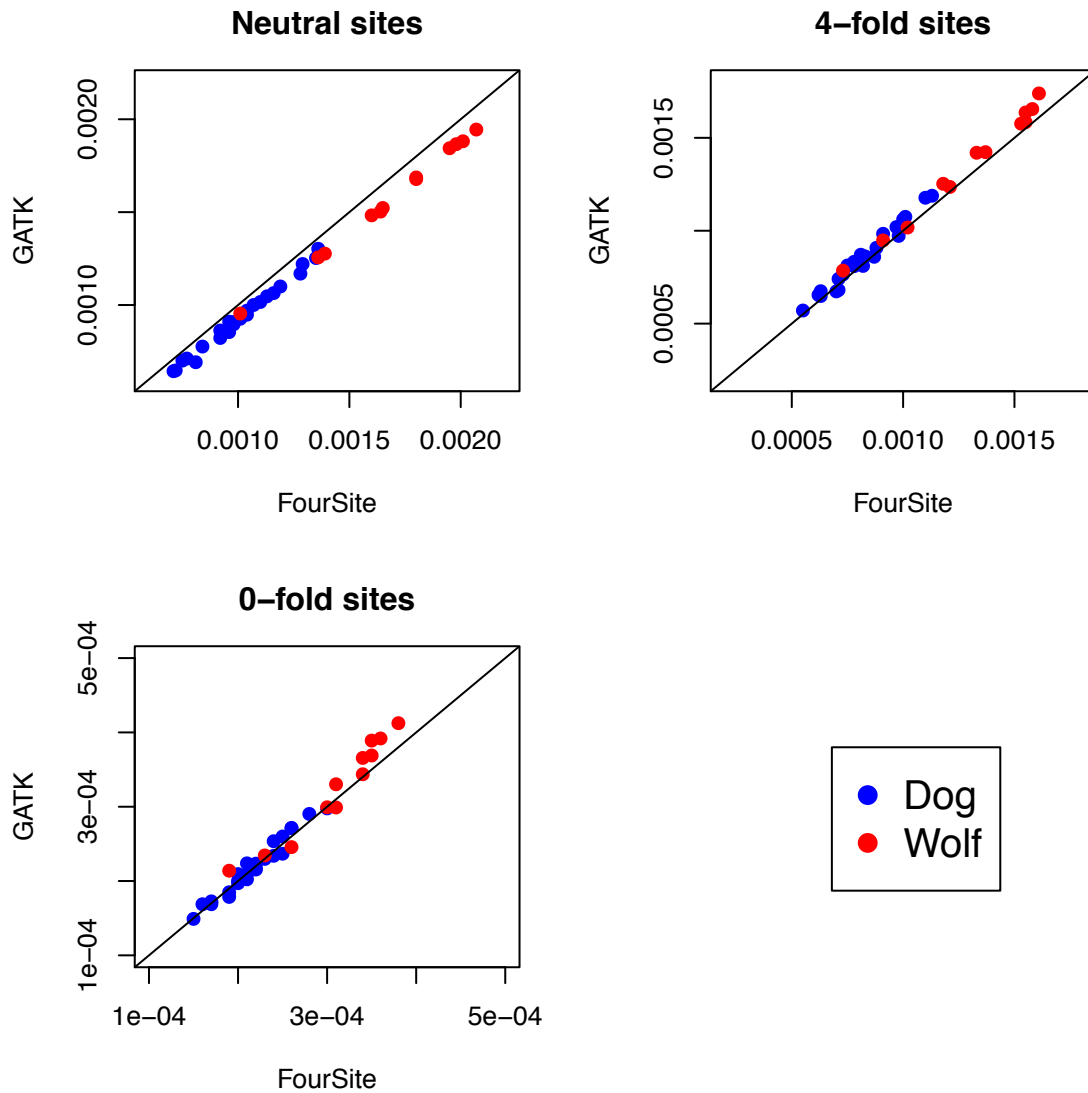 Neutral sites
GATK
0.0010
0.0020
0.0010 0.0015 0.0020
FourSite
4−fold sites
GATK
0.0005
0.0015
0.0005 0.0010 0.0015
FourSite
0−fold sites
GATK
1e−04
3e−04
5e−04
1e−04 3e−04 5e−04
FourSite
Dog
Wolf